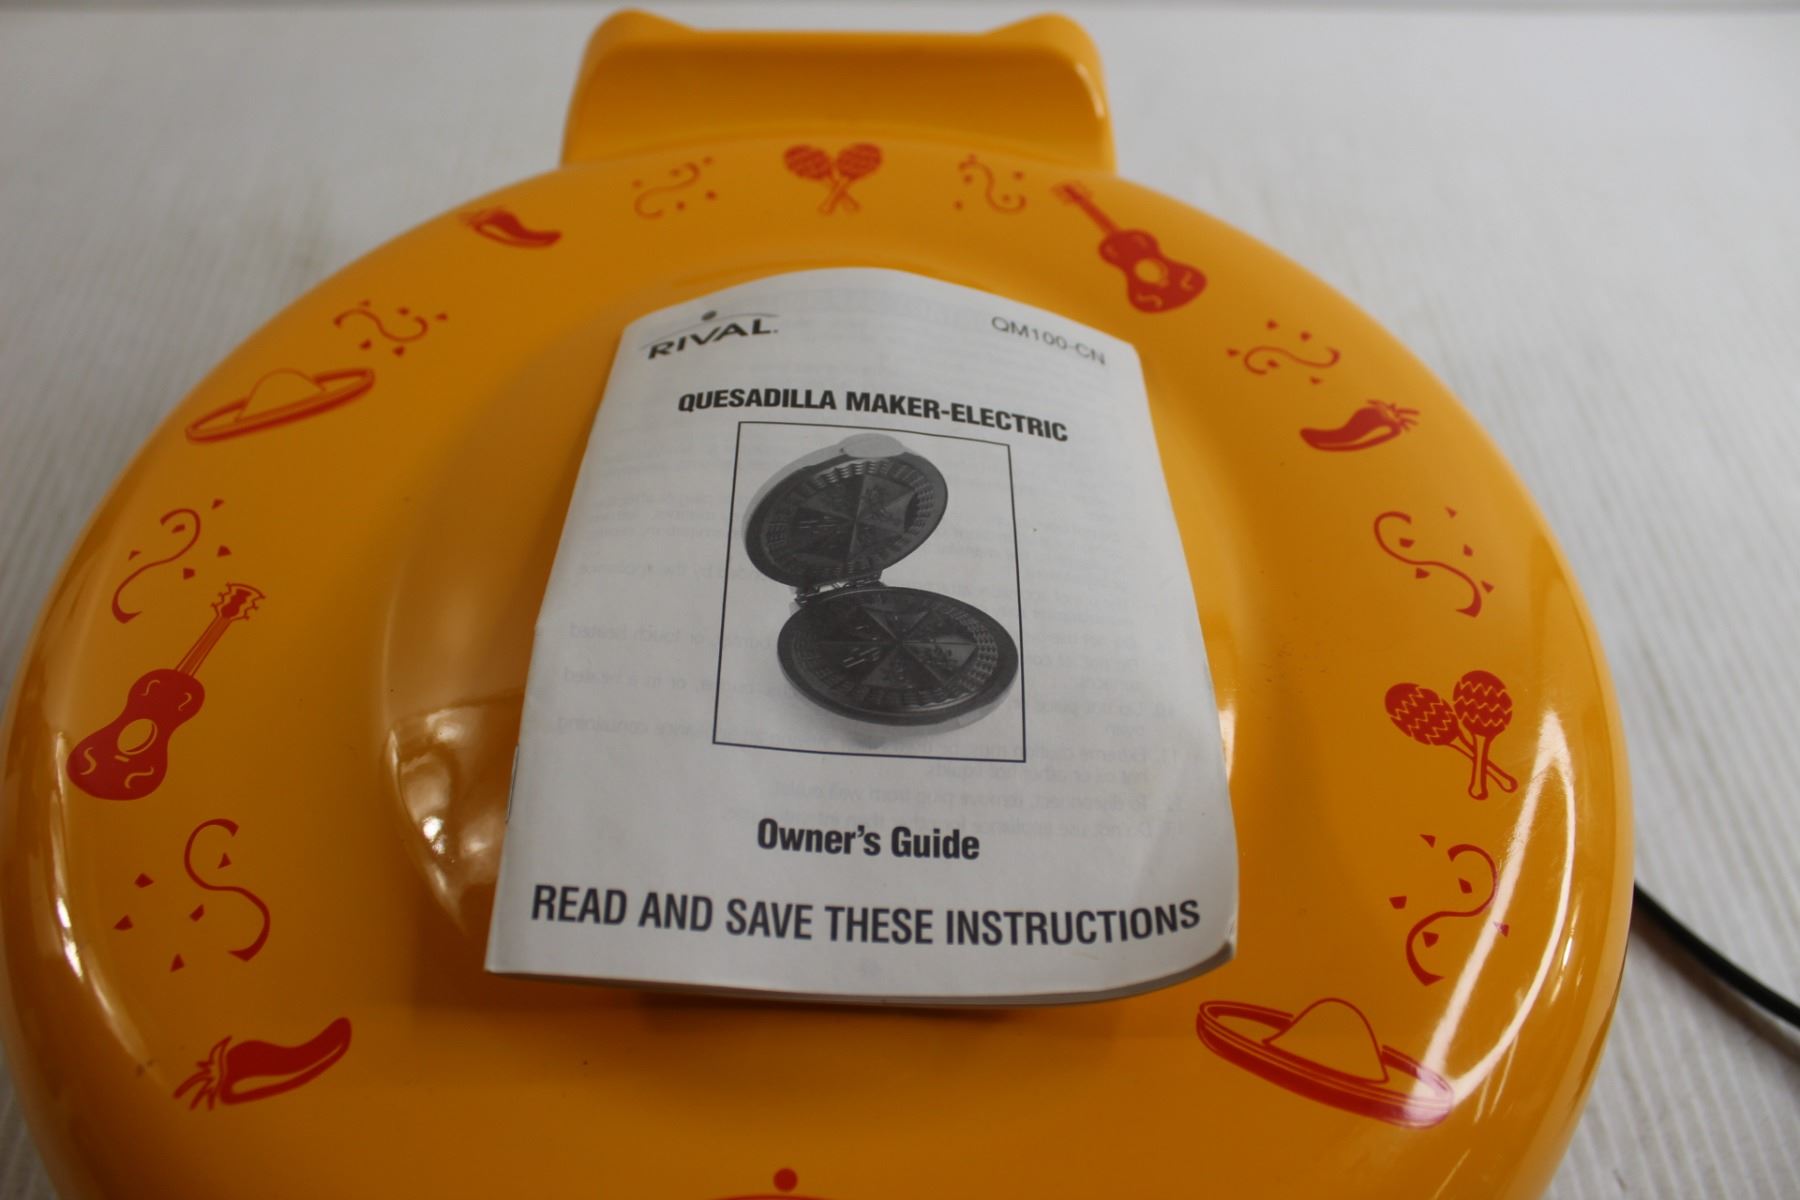 RIVAL.
QM100-CN
QUESADILLA MAKER-ELECTRIC
Owner's Guide
READ AND SAVE THESE INSTRUCTIONS